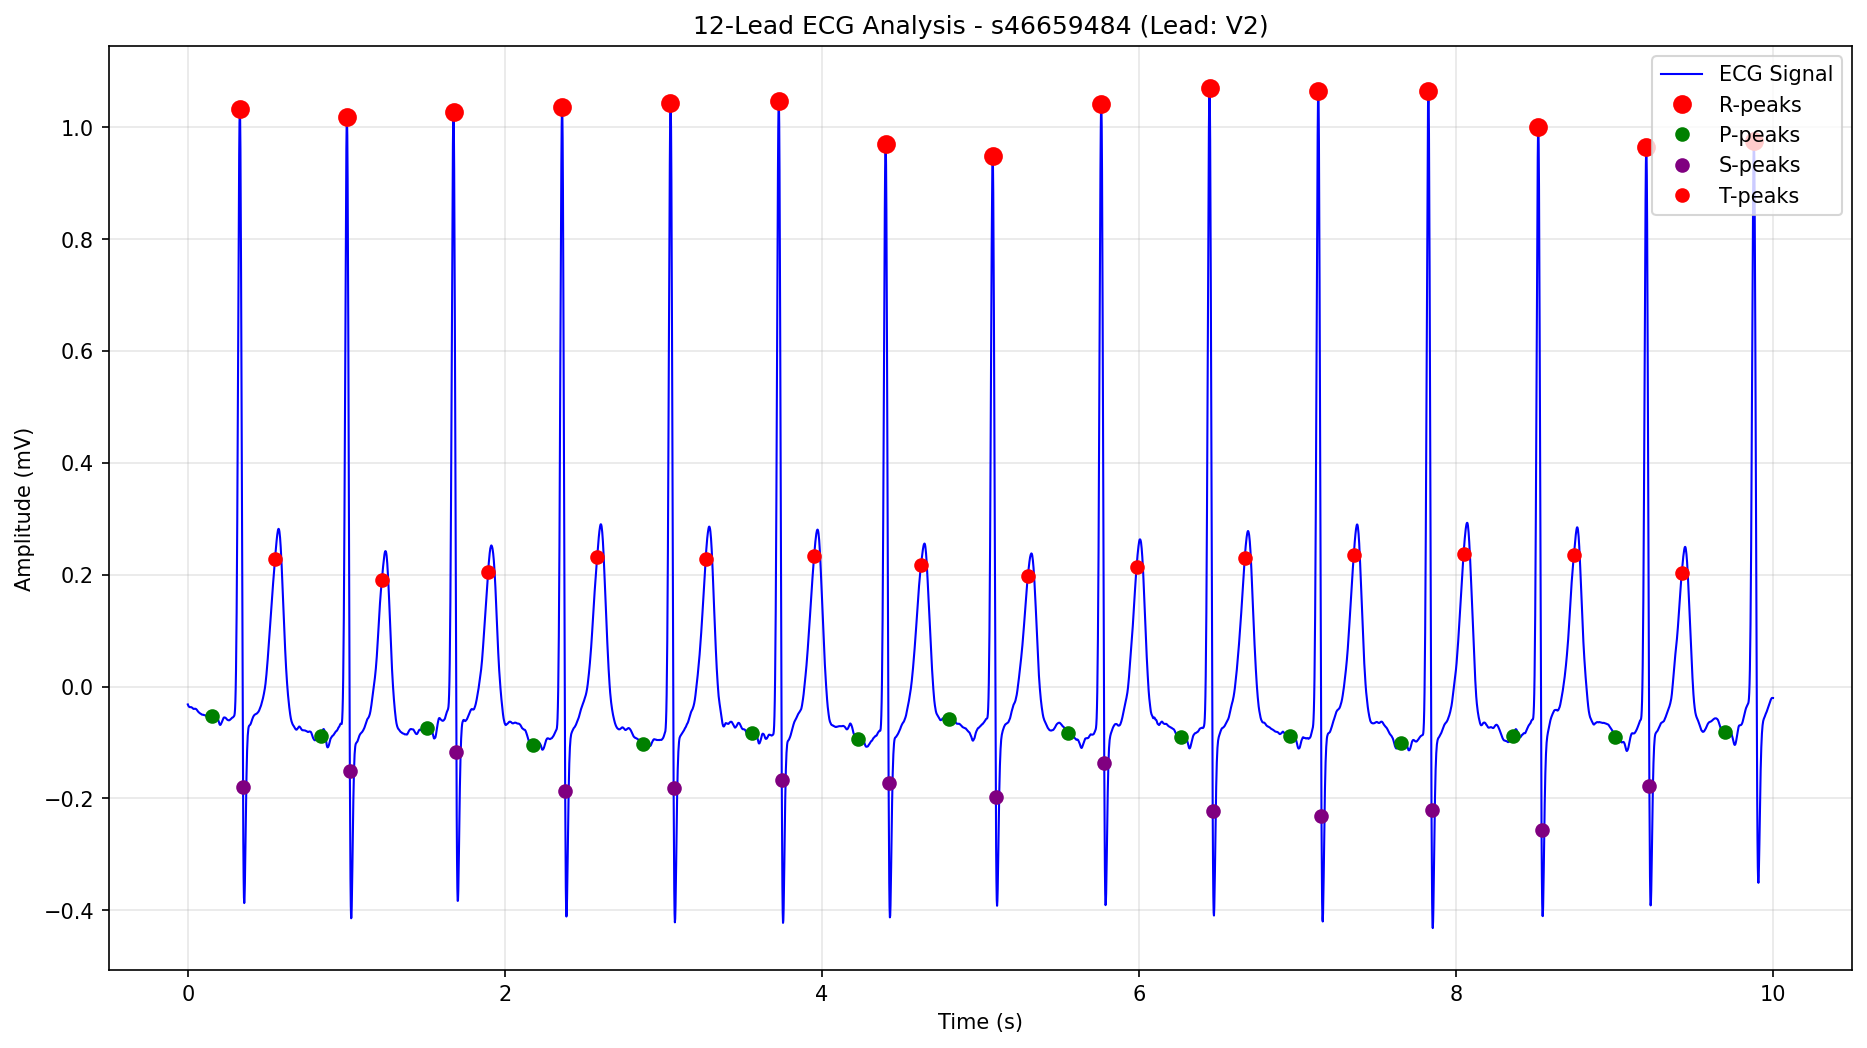 12-Lead ECG Analysis - s46659484 (Lead: V2)
ECG Signal
R-peaks
P-peaks
S-peaks
T-peaks
Amplitude (mV)
1.0
0.8
0.6
0.4
0.2
0.0
−0.2
−0.4
0 2 4 6 8 10
Time (s)